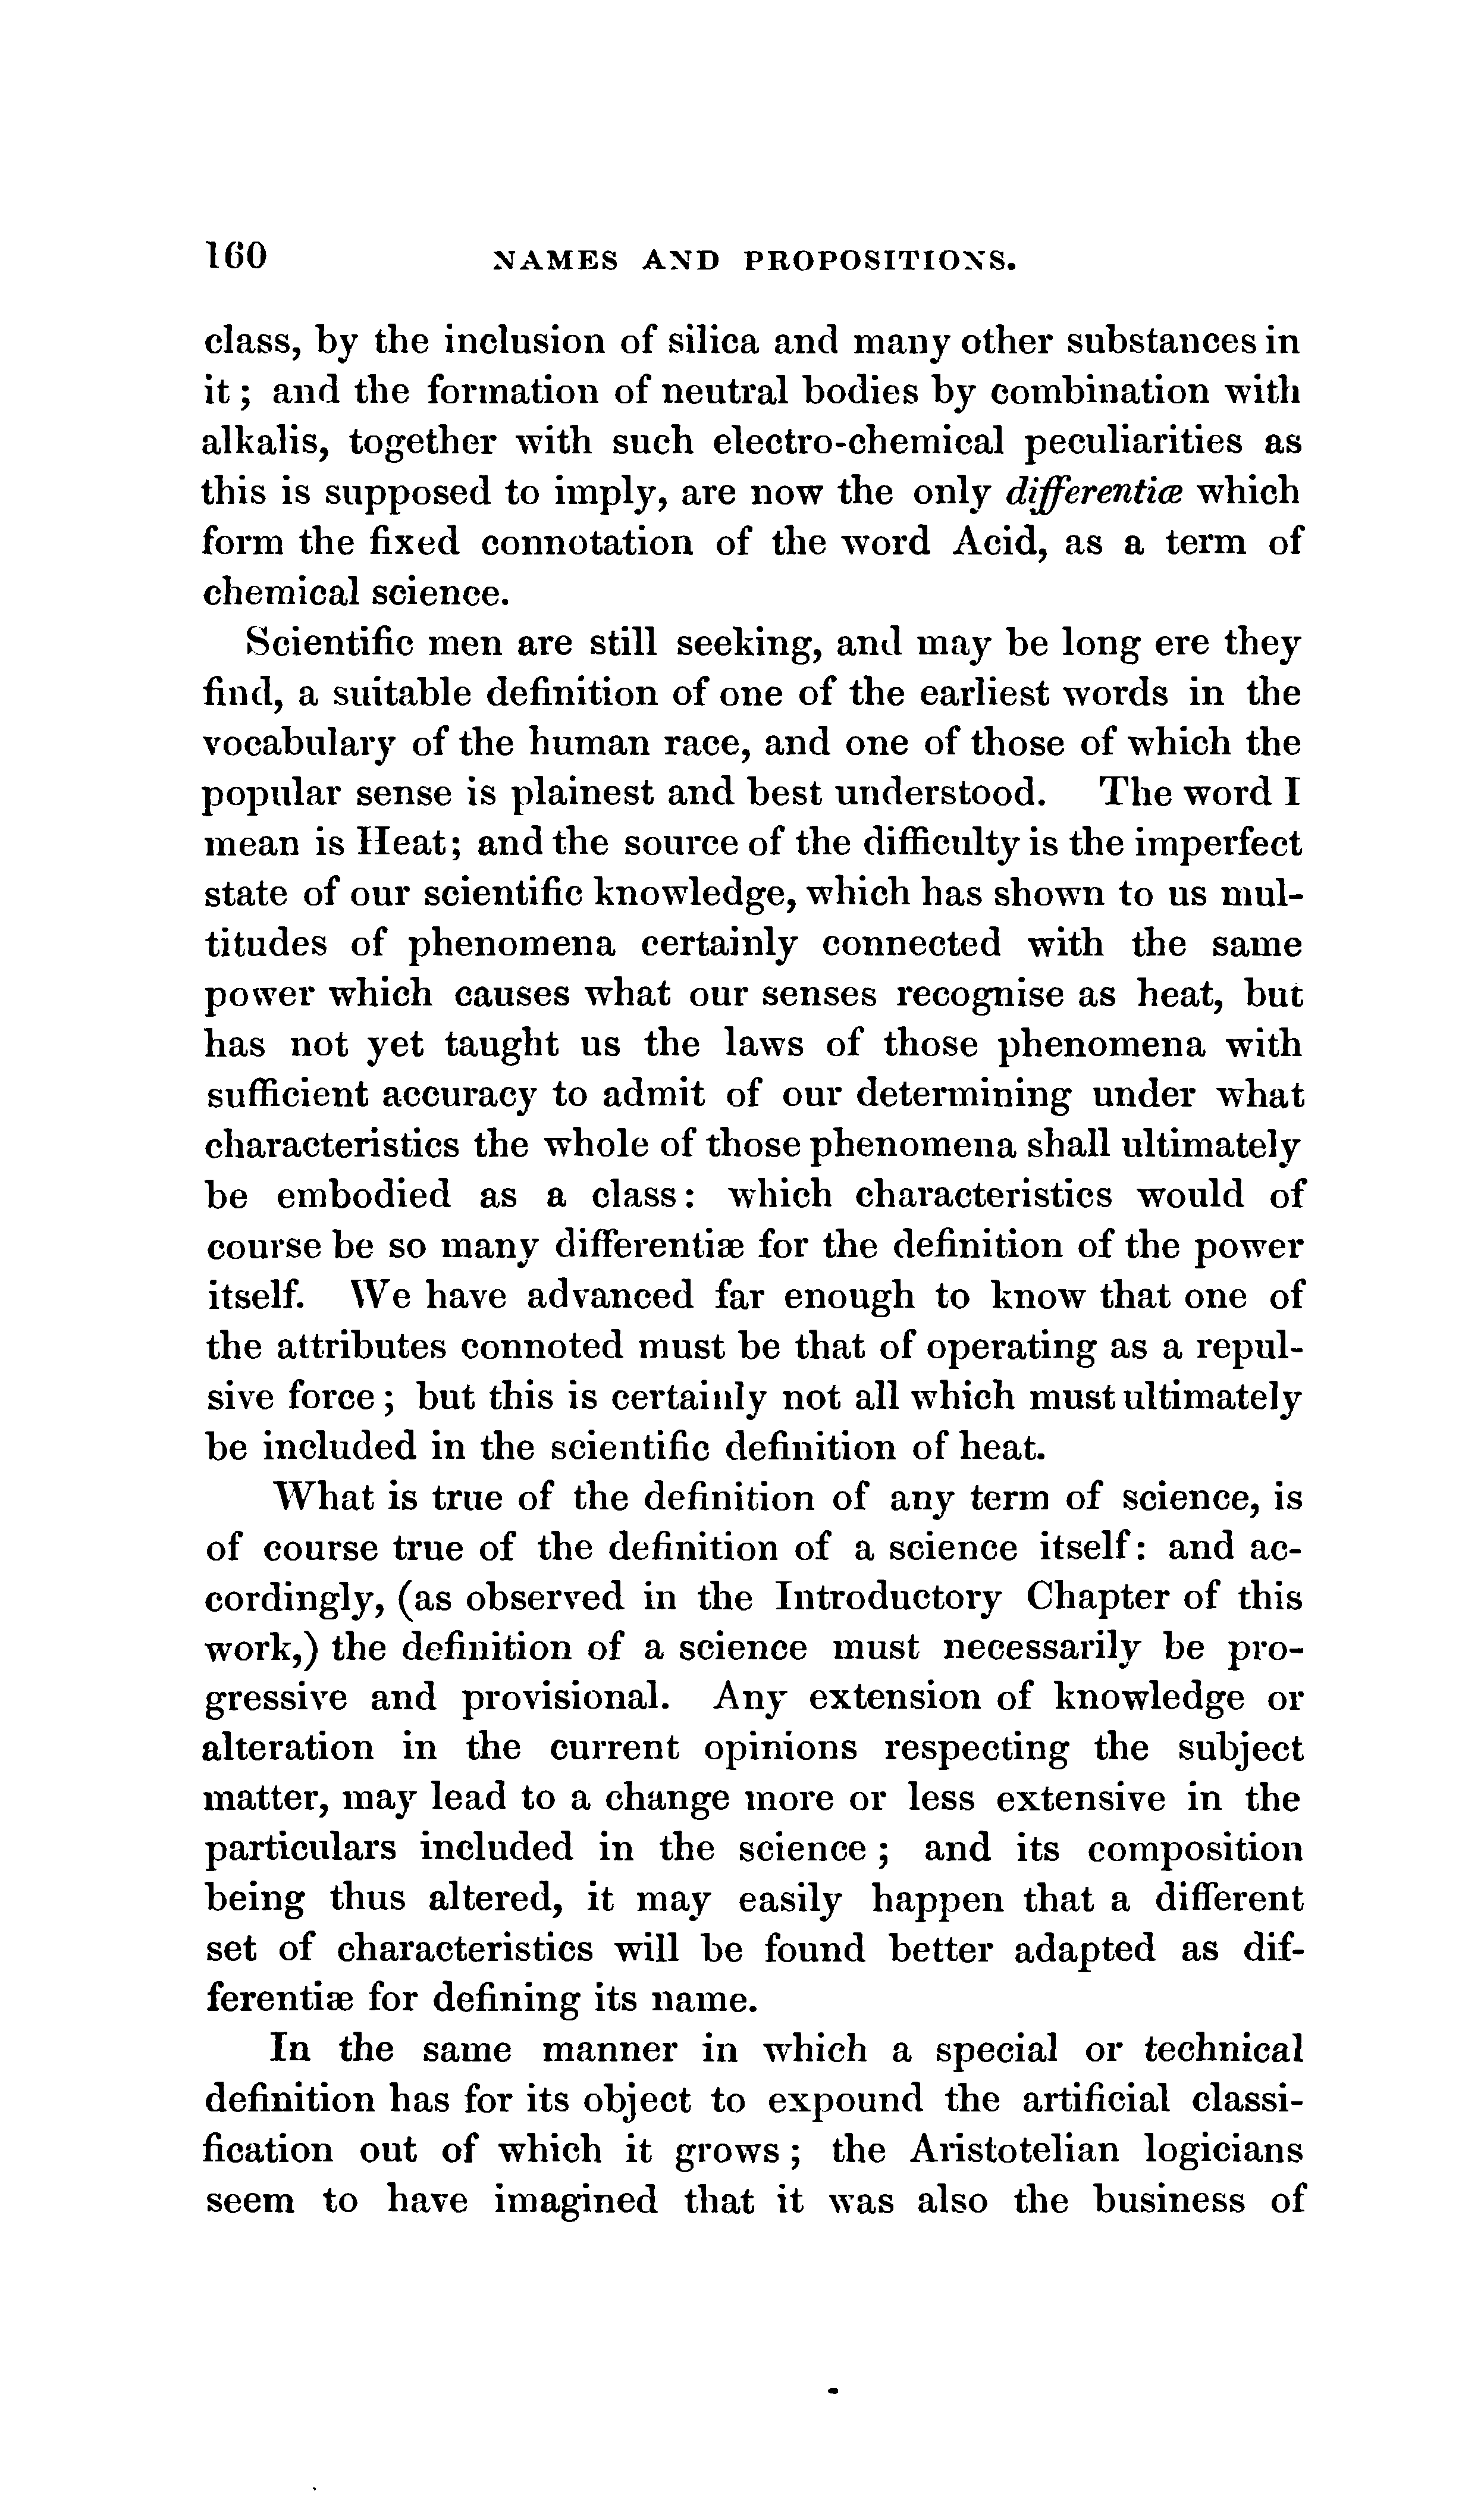 160 NAMES AND PROPOSITIONS.
class, by the inclusion of silica and many other substances in
it ; and the formation of neutral bodies by combination with
alkalis, together with such electro-chemical peculiarities as
this is supposed to imply, are now the only differentiæ which
form the fixed connotation of the word Acid, as a term of
chemical science.
Scientific men are still seeking, and may be long ere they
find, a suitable definition of one of the earliest words in the
vocabulary of the human race, and one of those of which the
popular sense is plainest and best understood. The word I
mean is Heat; and the source of the difficulty is the imperfect
state of our scientific knowledge, which has shown to us mul-
titudes of phenomena certainly connected with the same
power which causes what our senses recognise as heat, but
has not yet taught us the laws of those phenomena with
sufficient accuracy to admit of our determining under what
characteristics the whole of those phenomena shall ultimately
be embodied as a class: which characteristics would of
course be so many differentiæ for the definition of the power
itself. We have advanced far enough to know that one of
the attributes connoted must be that of operating as a repul-
sive force ; but this is certainly not all which must ultimately
be included in the scientific definition of heat.
What is true of the definition of any term of science, is
of course true of the definition of a science itself: and ac-
cordingly, (as observed in the Introductory Chapter of this
work,) the definition of a science must necessarily be pro-
gressive and provisional. Any extension of knowledge or
alteration in the current opinions respecting the subject
matter, may lead to a change more or less extensive in the
particulars included in the science ; and its composition
being thus altered, it may easily happen that a different
set of characteristics will be found better adapted as dif-
ferentiæ for defining its name.
In the same manner in which a special or technical
definition has for its object to expound the artificial classi-
fication out of which it grows ; the Aristotelian logicians
seem to have imagined that it was also the business of